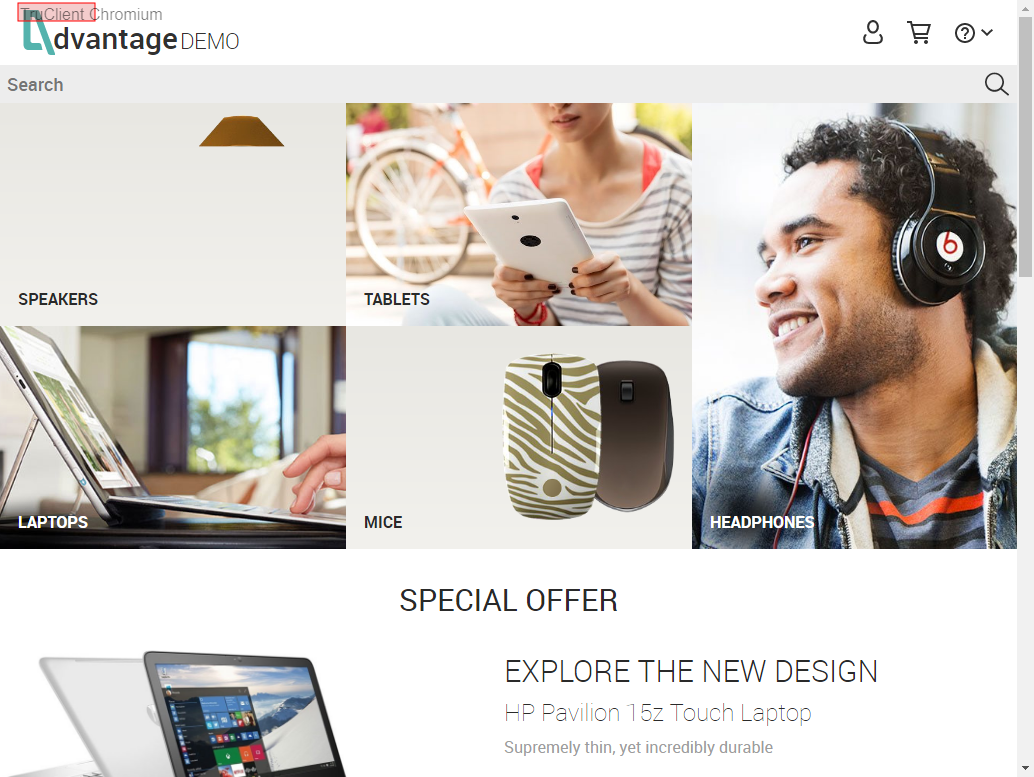 TruClient Chromium
dvantage DEMO
Search
SPEAKERS
TABLETS
LAPTOPS
MICE
HEADPHONES
SPECIAL OFFER
EXPLORE THE NEW DESIGN
HP Pavilion 15z Touch Laptop
Supremely thin, yet incredibly durable